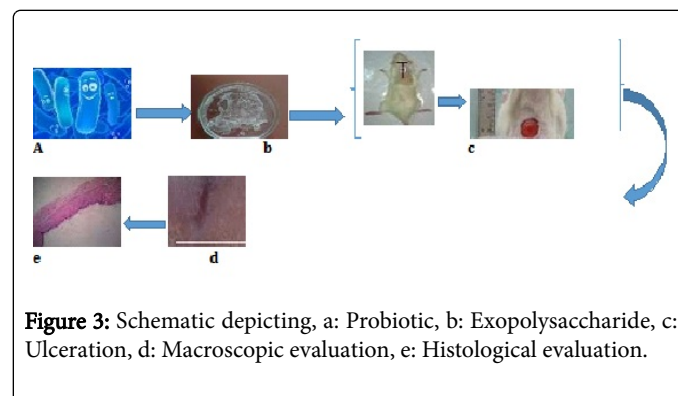 A
b
c
e
d
Figure 3: Schematic depicting, a: Probiotic, b: Exopolysaccharide, c:
Ulceration, d: Macroscopic evaluation, e: Histological evaluation.